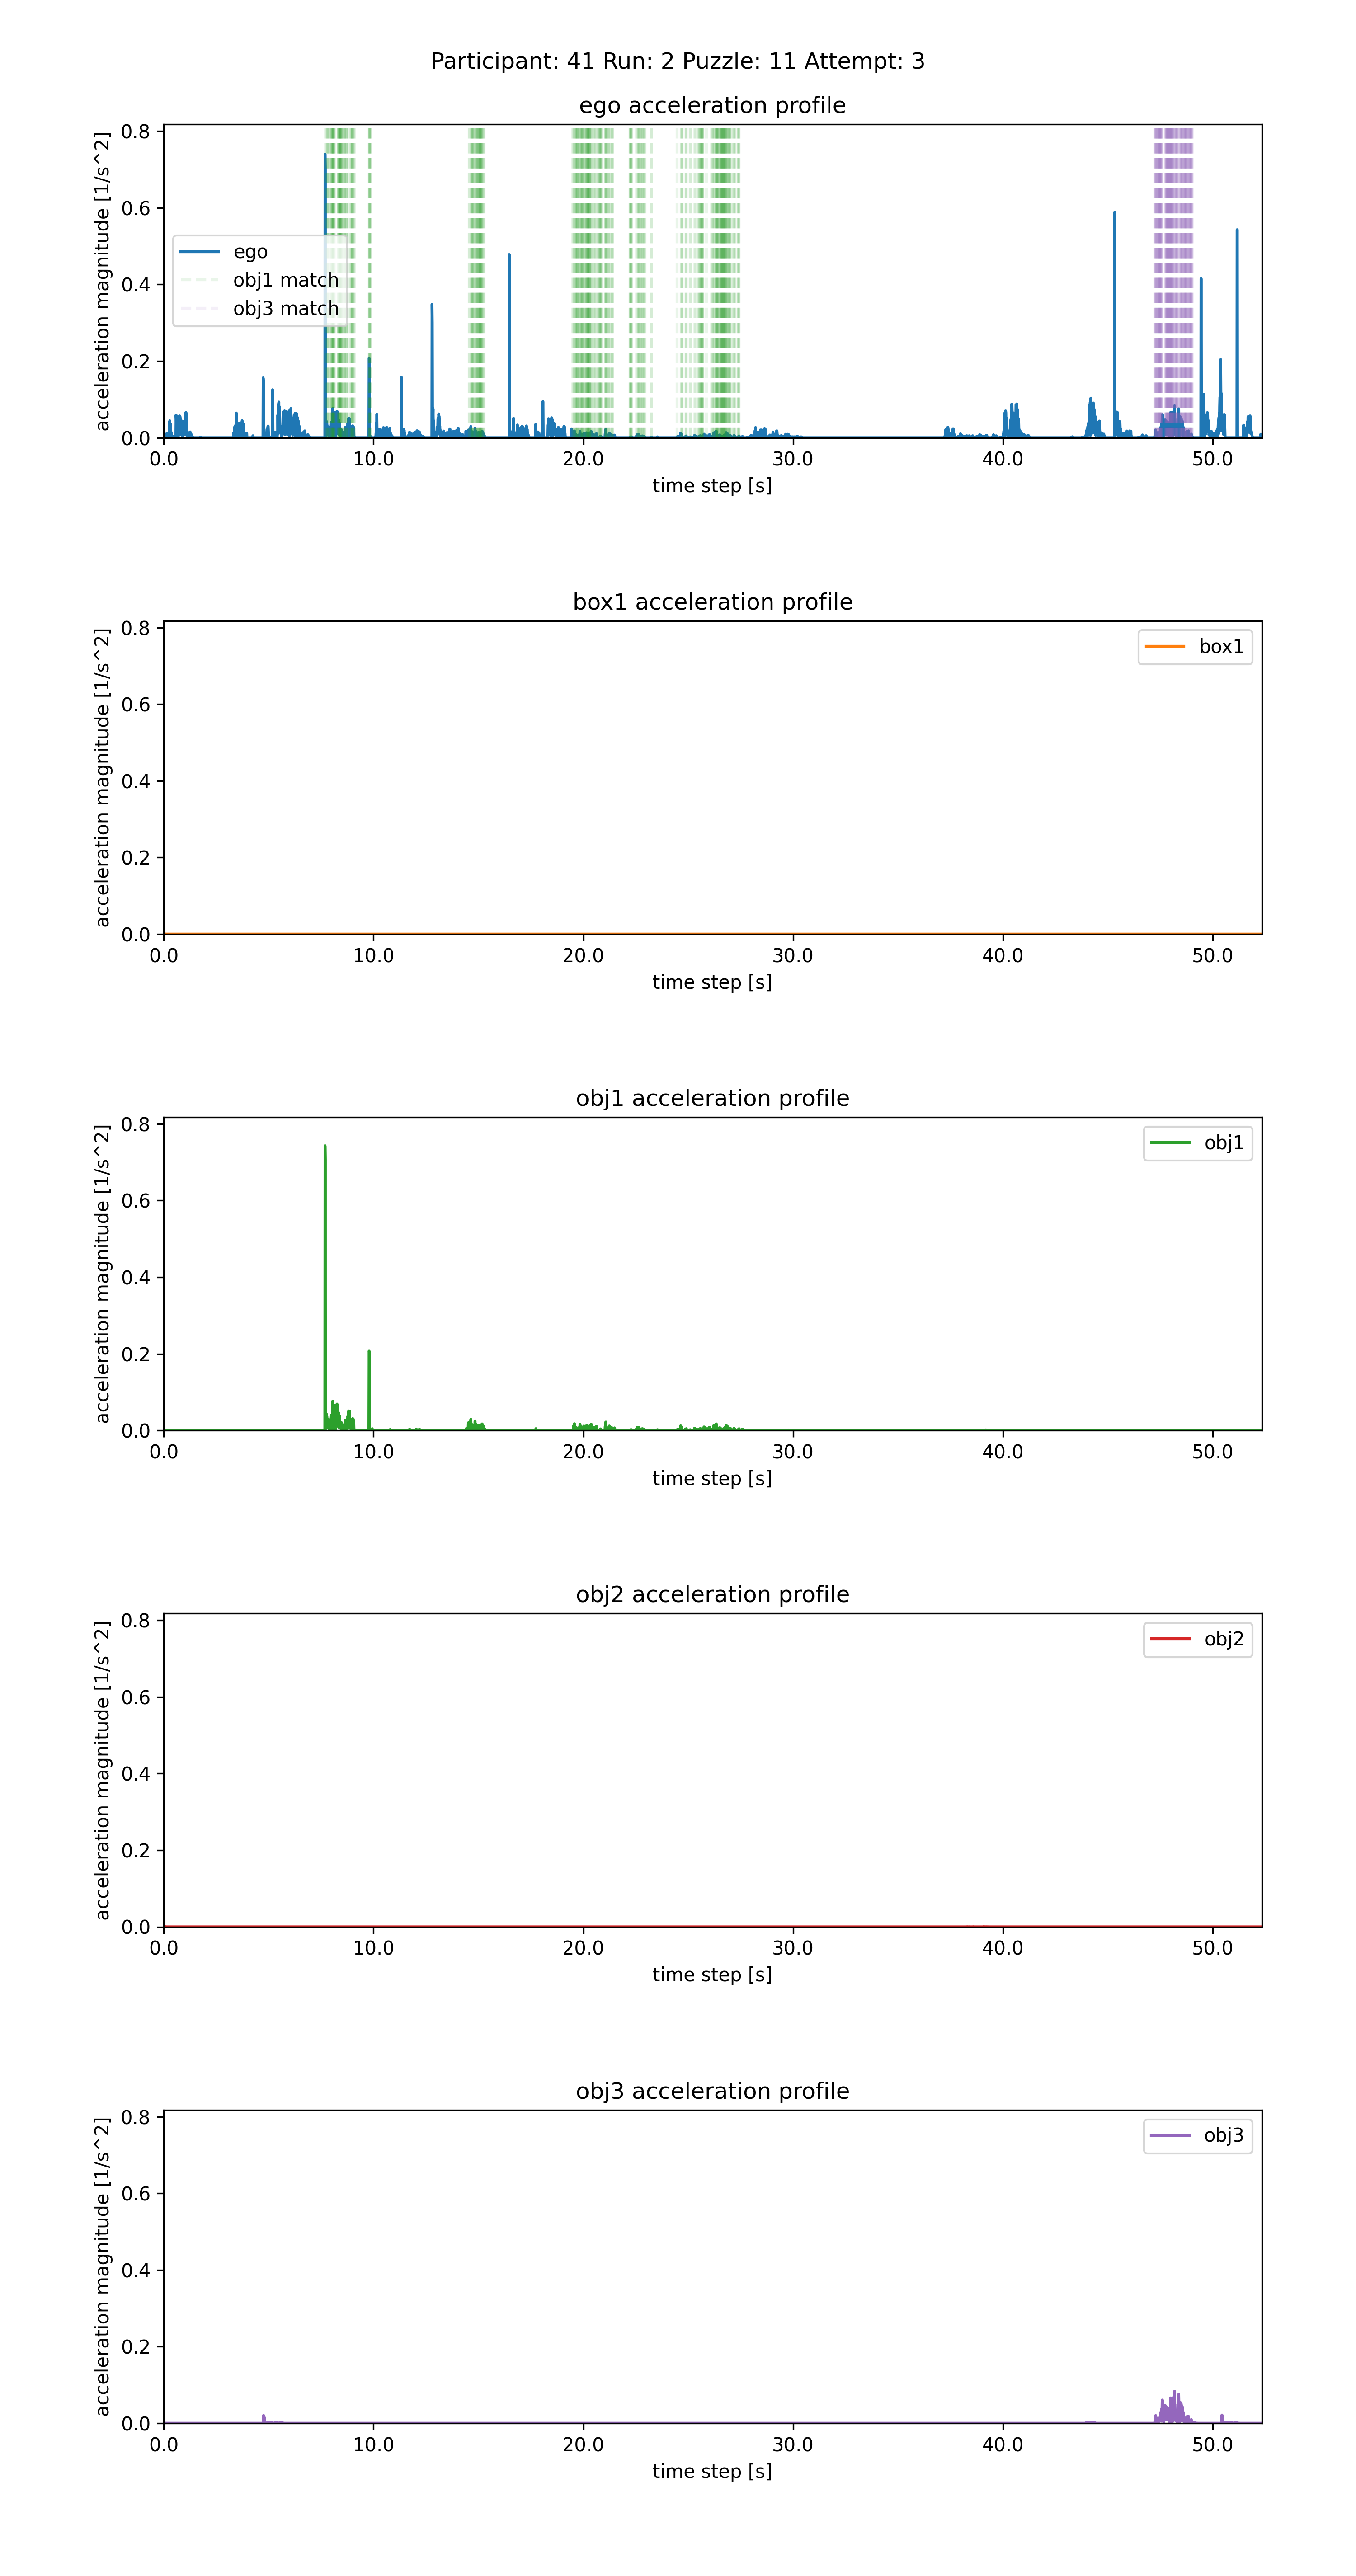 Participant: 41 Run: 2 Puzzle: 11 Attempt: 3
ego acceleration profile
acceleration magnitude [1/s^2]
0.8
0.6
0.4
0.2
0.0
ego
obj1 match
obj3 match
0.0 10.0 20.0 30.0 40.0 50.0
time step [s]
box1 acceleration profile
acceleration magnitude [1/s^2]
0.8
0.6
0.4
0.2
0.0
box1
0.0 10.0 20.0 30.0 40.0 50.0
time step [s]
obj1 acceleration profile
acceleration magnitude [1/s^2]
0.8
0.6
0.4
0.2
0.0
obj1
0.0 10.0 20.0 30.0 40.0 50.0
time step [s]
obj2 acceleration profile
acceleration magnitude [1/s^2]
0.8
0.6
0.4
0.2
0.0
obj2
0.0 10.0 20.0 30.0 40.0 50.0
time step [s]
obj3 acceleration profile
acceleration magnitude [1/s^2]
0.8
0.6
0.4
0.2
0.0
obj3
0.0 10.0 20.0 30.0 40.0 50.0
time step [s]